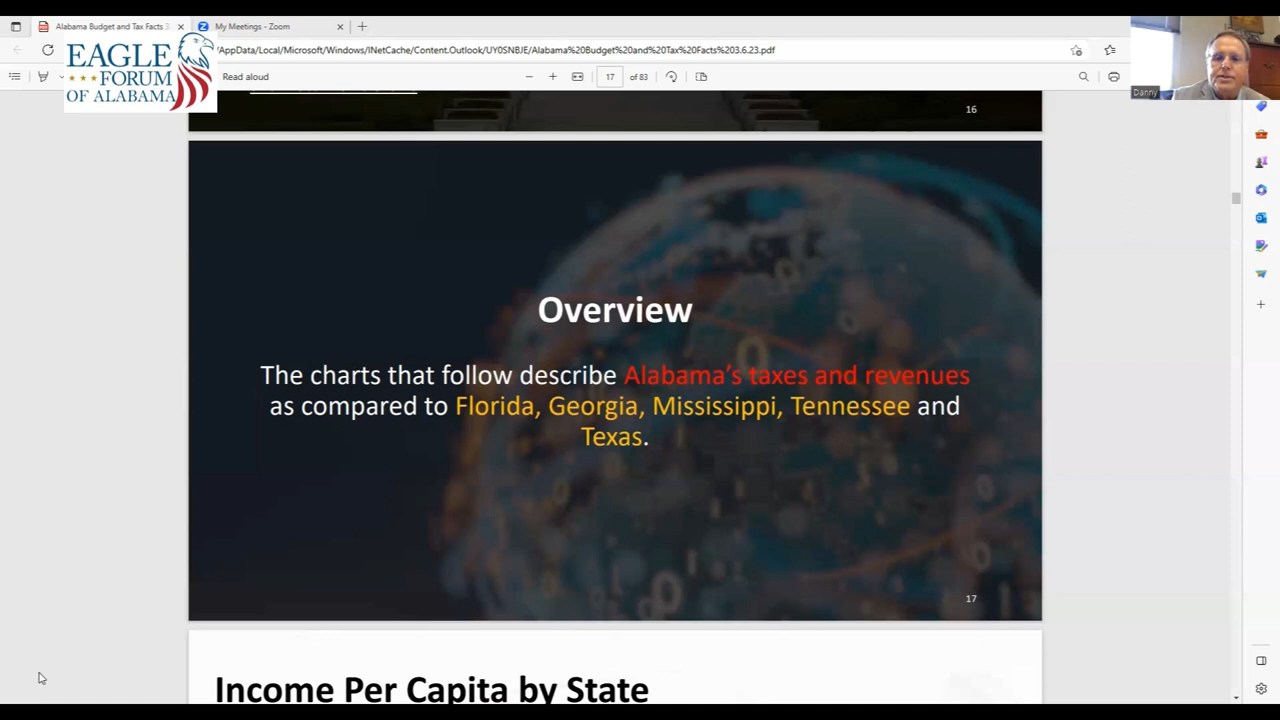 Alabama Budget and Tax Facts 3
My Meetings - Zoom
/AppData/Local/Microsoft/Windows/INetCache/Content.Outlook/UY0SNBJE/Alabama%20Budget%20and%20Tax Facts%203.6.23.pdf
EAGLE
FORUM
OF ALABAMA
Read aloud
17 of 83
Danny
16
Overview
The charts that follow describe Alabama's taxes and revenues
as compared to Florida, Georgia, Mississippi, Tennessee and
Texas.
17
Income Per Capita by State